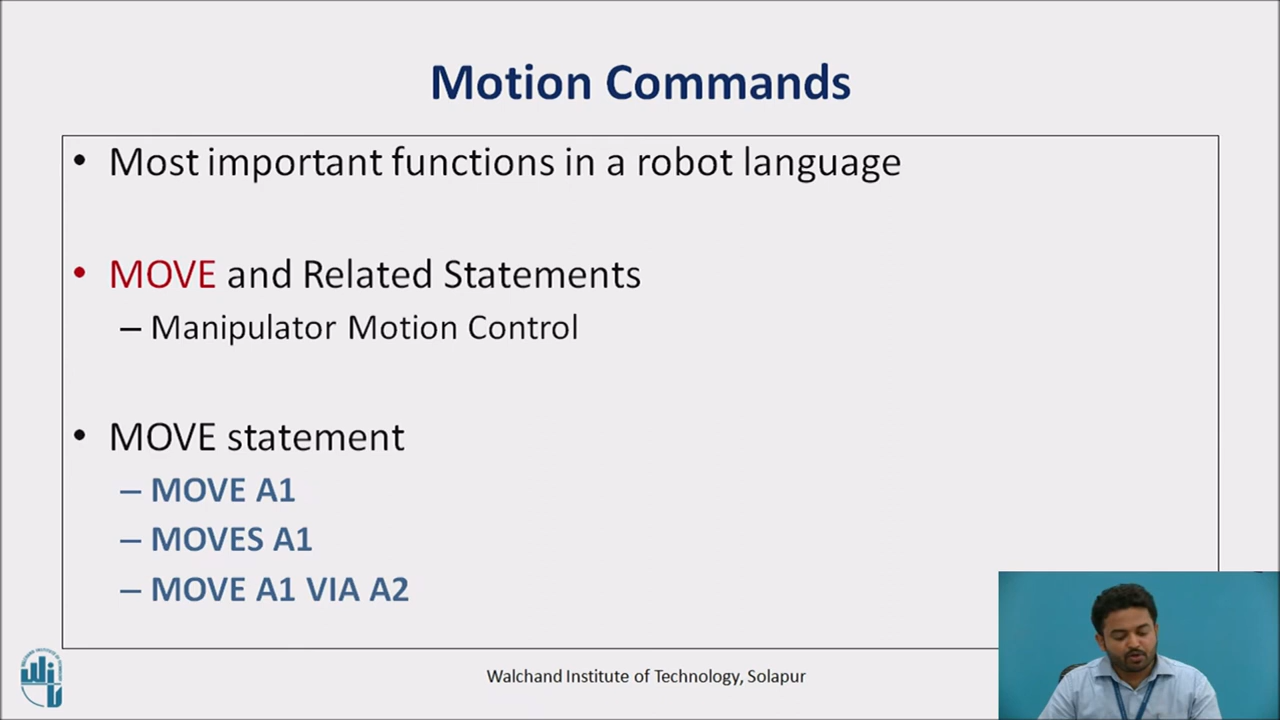 Motion Commands
• Most important functions in a robot language
• MOVE and Related Statements
– Manipulator Motion Control
• MOVE statement
– MOVE A1
– MOVES A1
– MOVE A1 VIA A2
Walchand Institute of Technology, Solapur